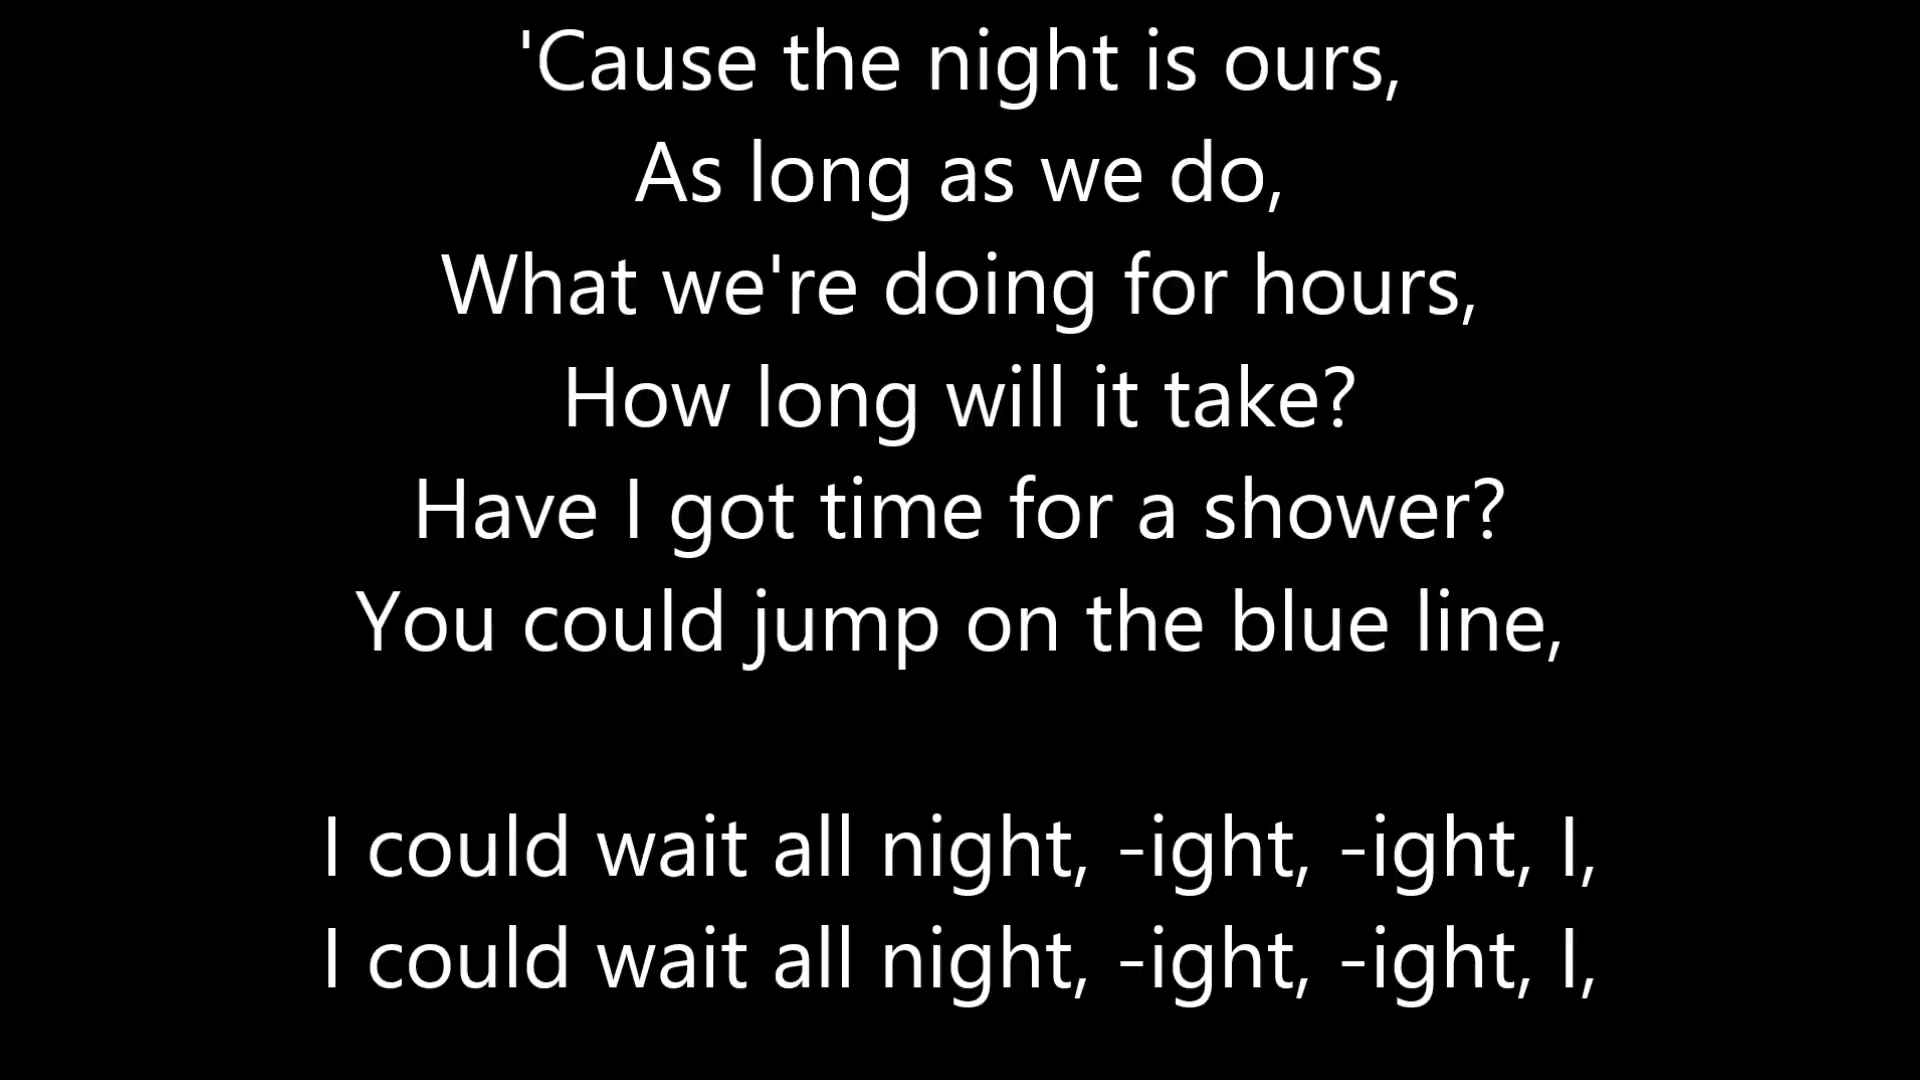 'Cause the night is ours,
As long as we do,
What we're doing for hours,
How long will it take?
Have I got time for a shower?
You could jump on the blue line,
I could wait all night, -ight, -ight, I,
I could wait all night, -ight, -ight, I,